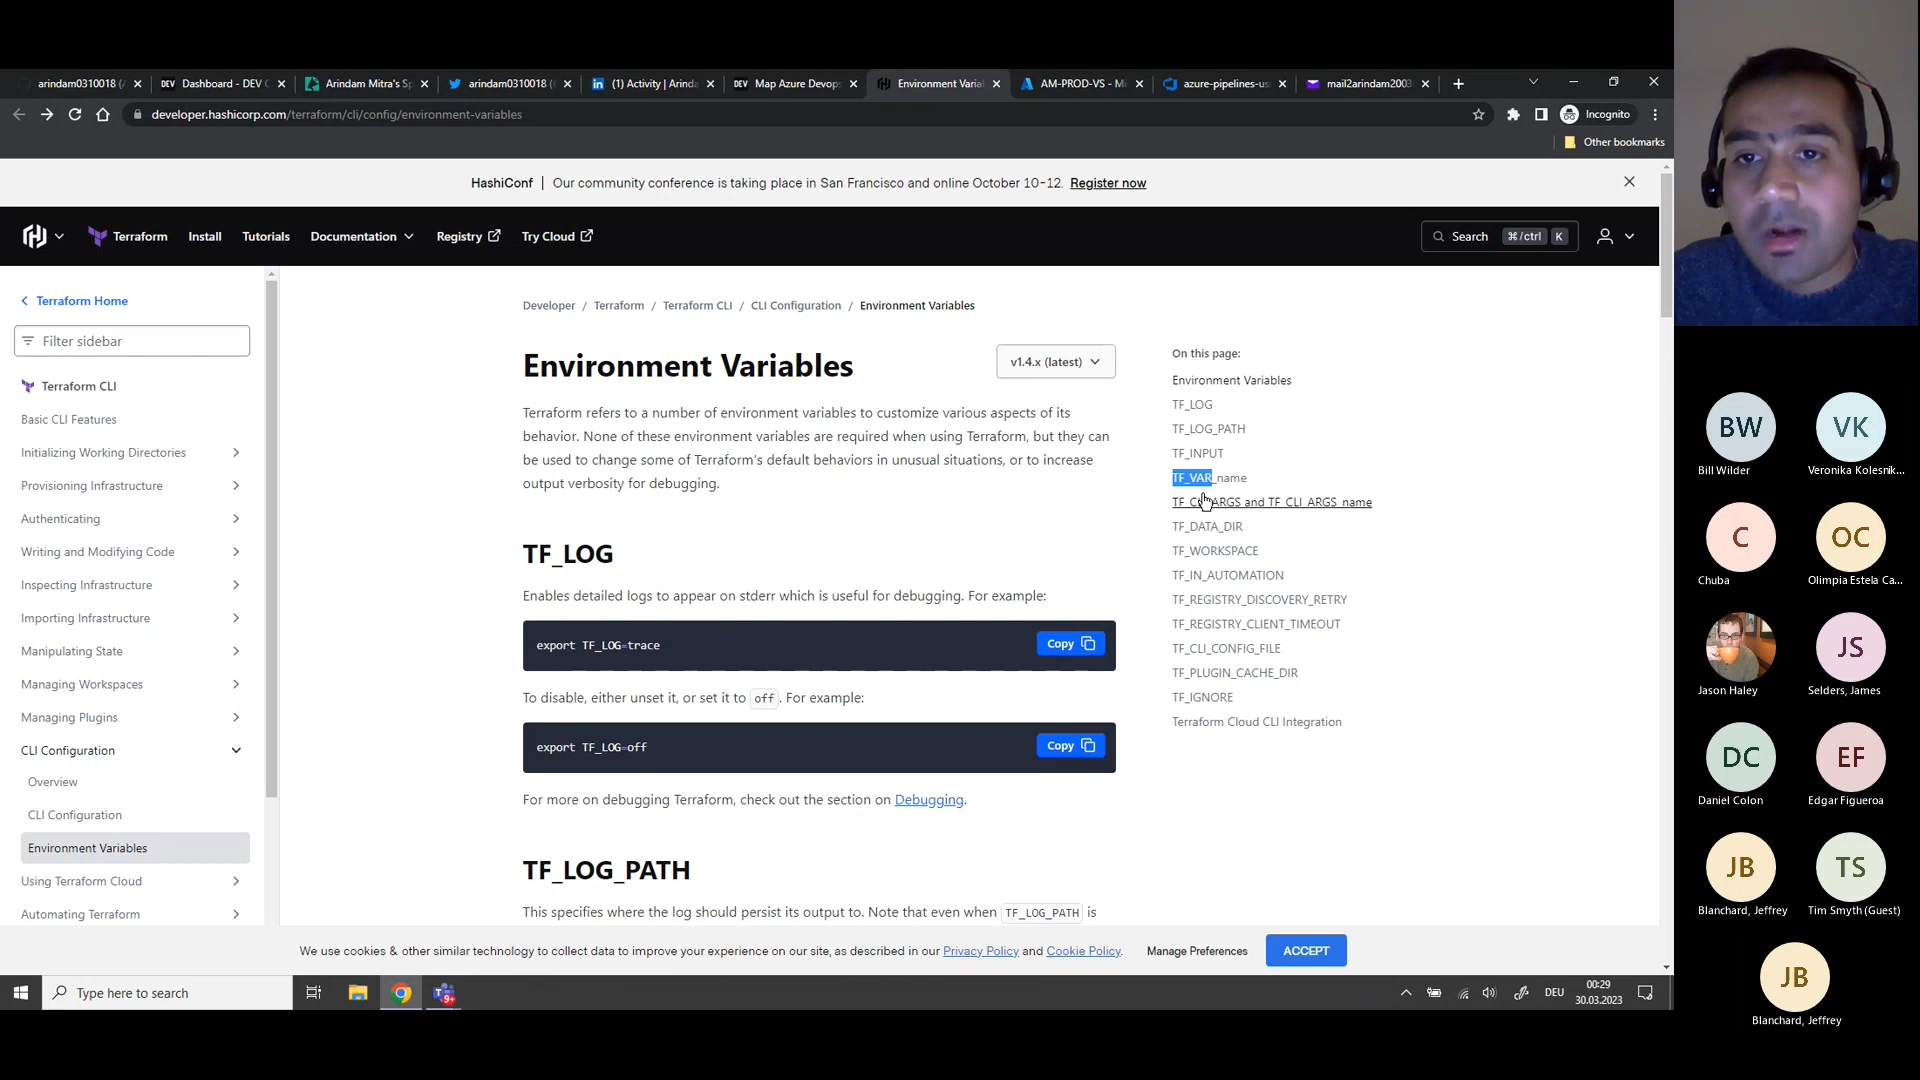 arindam0310018 (A
Dashboard - DEV C
Arindam Mitra's Sp
arindam0310018 (
(1) Activity | Arinda
Map Azure Devops
Environment Varia
AM-PROD-VS - Mi
azure-pipelines-us
mail2arindam2003
developer.hashicorp.com/terraform/cli/config/environment-variables
Incognito
Other bookmarks
HashiConf | Our community conference is taking place in San Francisco and online October 10-12. Register now
Terraform
Install
Tutorials
Documentation
Registry
Try Cloud
Search
⌘/ctrl
K
Terraform Home
Filter sidebar
Terraform CLI
Basic CLI Features
Initializing Working Directories
Provisioning Infrastructure
Authenticating
Writing and Modifying Code
Inspecting Infrastructure
Importing Infrastructure
Manipulating State
Managing Workspaces
Managing Plugins
CLI Configuration
Overview
CLI Configuration
Environment Variables
Using Terraform Cloud
Automating Terraform
Developer / Terraform / Terraform CLI / CLI Configuration / Environment Variables
Environment Variables
v1.4.x (latest)
Terraform refers to a number of environment variables to customize various aspects of its
behavior. None of these environment variables are required when using Terraform, but they can
be used to change some of Terraform's default behaviors in unusual situations, or to increase
output verbosity for debugging.
TF_LOG
Enables detailed logs to appear on stderr which is useful for debugging. For example:
export TF_LOG=trace
Copy
To disable, either unset it, or set it to off. For example:
export TF_LOG=off
Copy
For more on debugging Terraform, check out the section on Debugging.
TF_LOG_PATH
This specifies where the log should persist its output to. Note that even when TF_LOG_PATH is
On this page:
Environment Variables
TF_LOG
TF_LOG_PATH
TF_INPUT
TF_VAR_name
TF_CLI_ARGS and TF_CLI_ARGS_name
TF_DATA_DIR
TF_WORKSPACE
TF_IN_AUTOMATION
TF_REGISTRY_DISCOVERY_RETRY
TF_REGISTRY_CLIENT_TIMEOUT
TF_CLI_CONFIG_FILE
TF_PLUGIN_CACHE_DIR
TF_IGNORE
Terraform Cloud CLI Integration
We use cookies & other similar technology to collect data to improve your experience on our site, as described in our Privacy Policy and Cookie Policy.
Manage Preferences
ACCEPT
Type here to search
9+
DEU
00:29
30.03.2023
BW
Bill Wilder
VK
Veronika Kolesnik...
C
Chuba
OC
Olimpia Estela Ca...
Jason Haley
JS
Selders, James
DC
Daniel Colon
EF
Edgar Figueroa
JB
Blanchard, Jeffrey
TS
Tim Smyth (Guest)
JB
Blanchard, Jeffrey